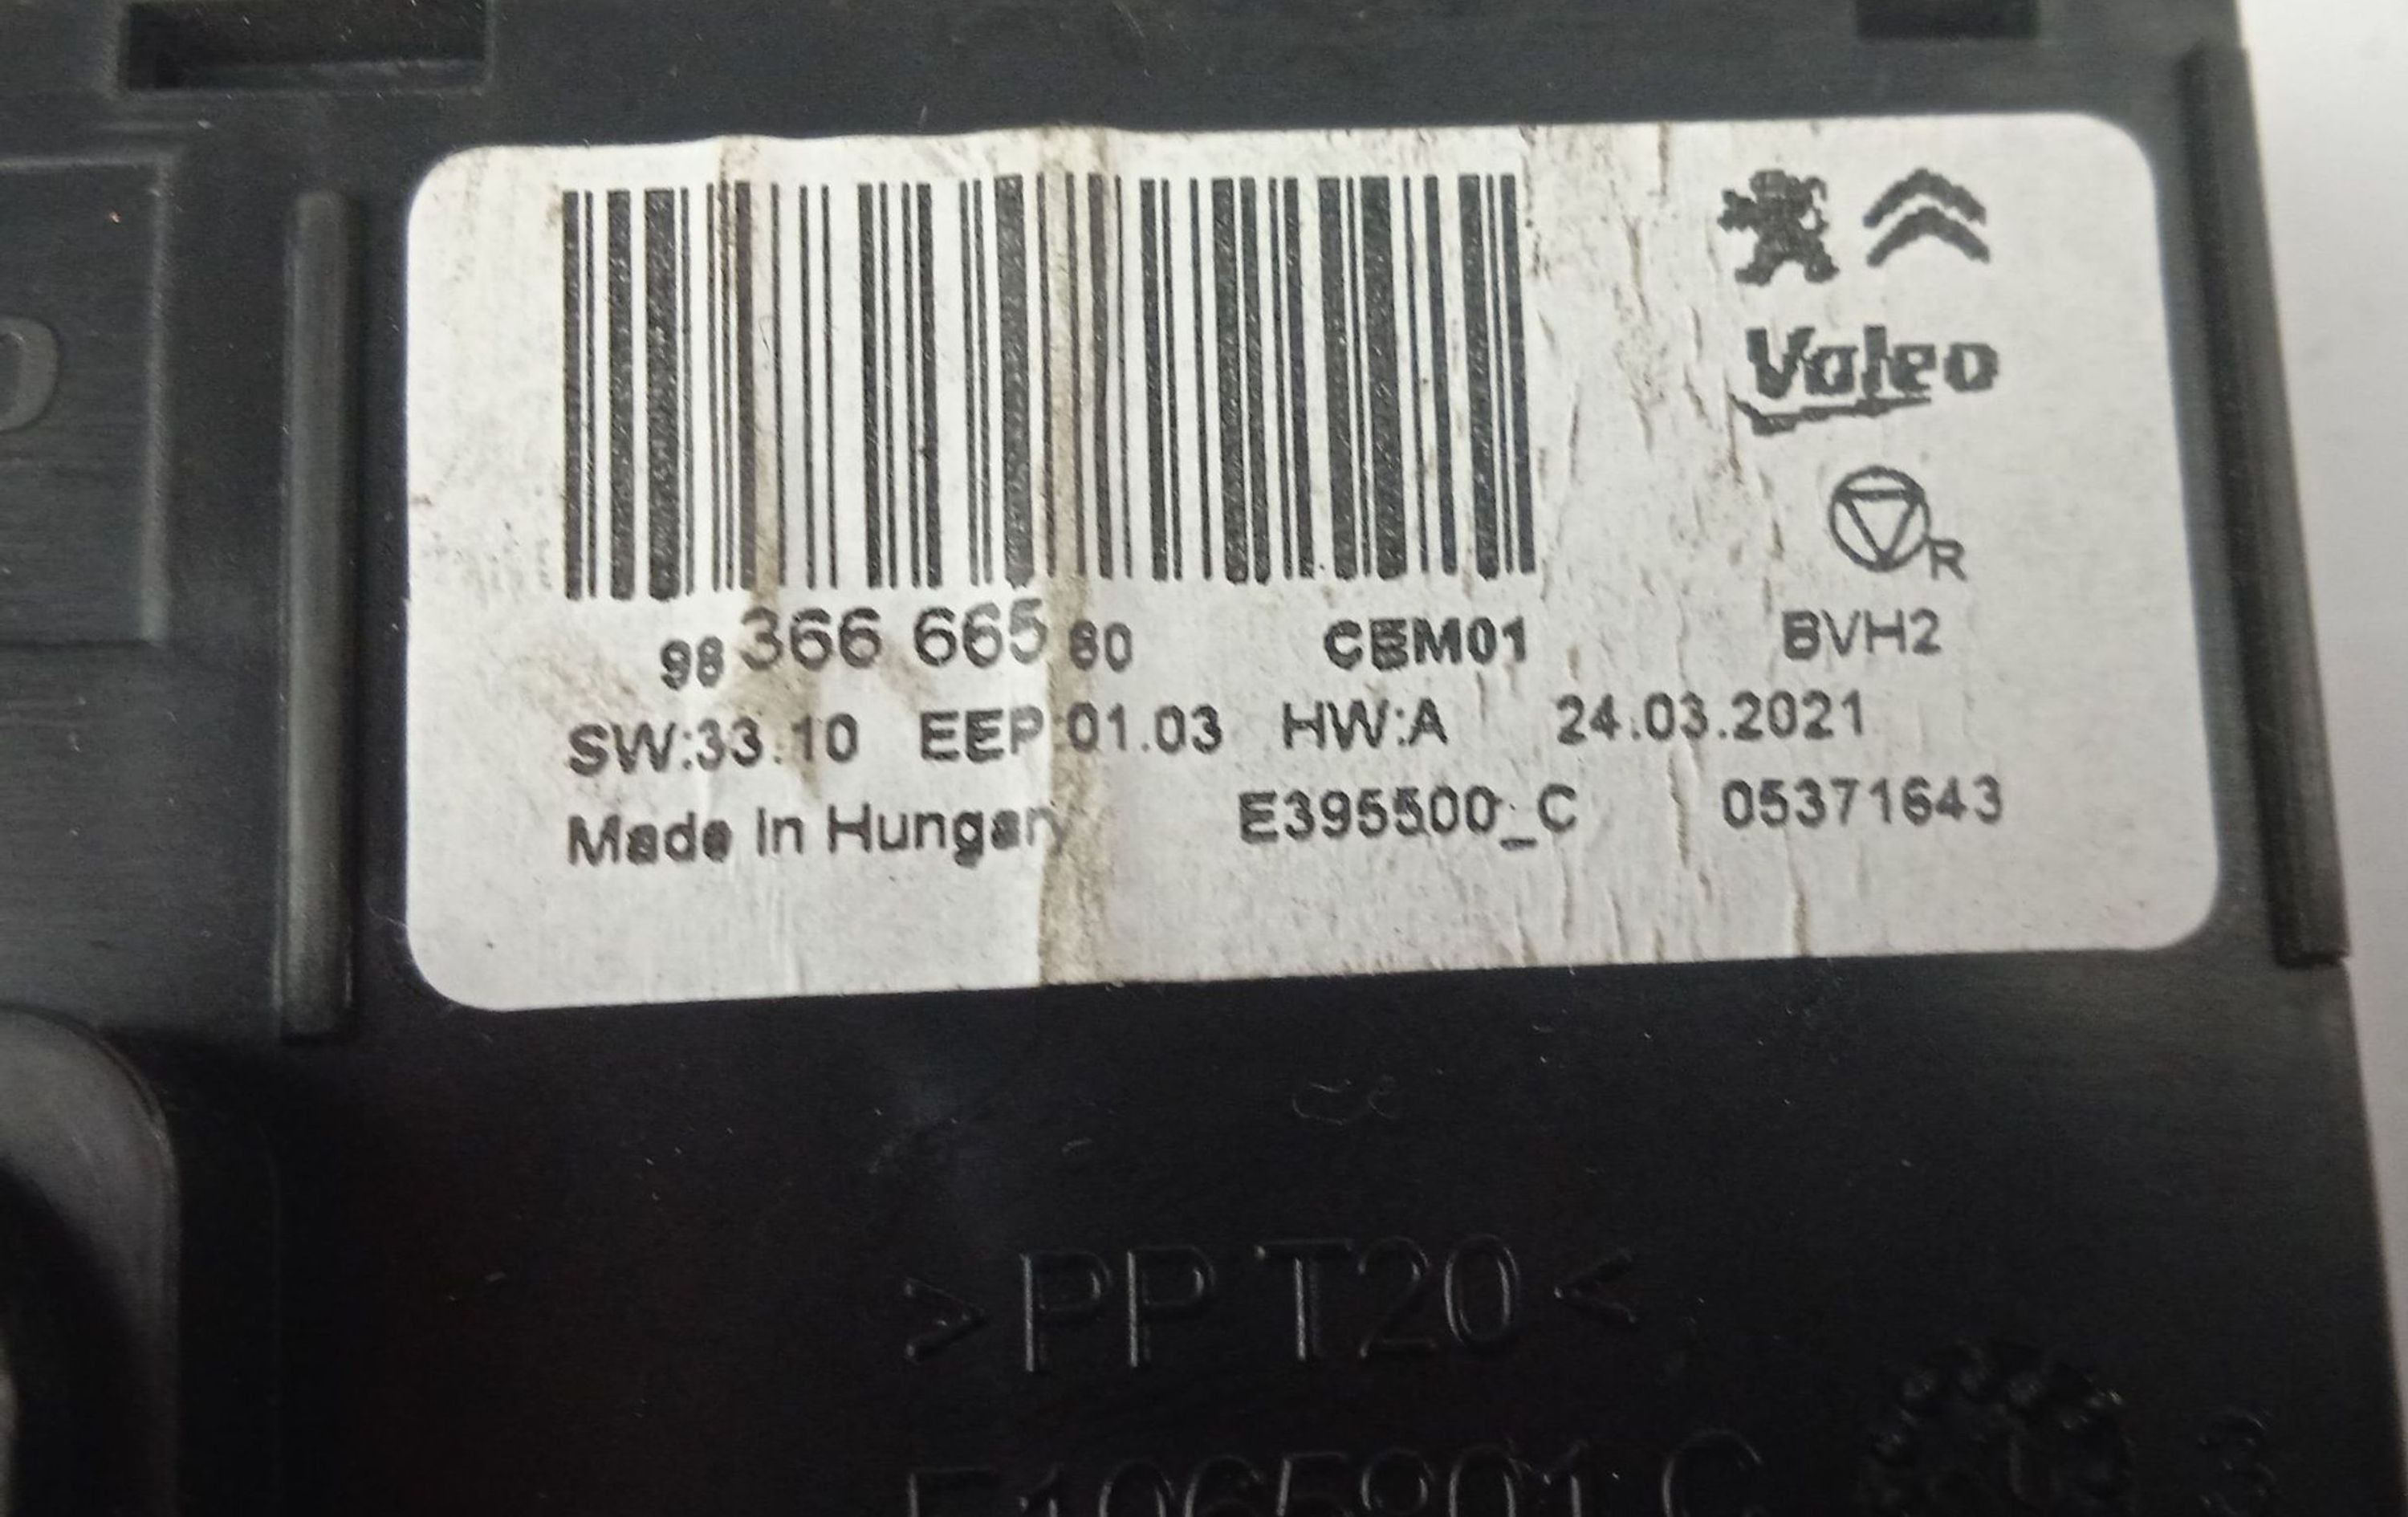 Valeo
R
98 366 665 80 CEM01 BVH2
SW:33.10 EEP:01.03 HW:A 24.03.2021
Made In Hungary E395500_C 05371643
>PP T20<